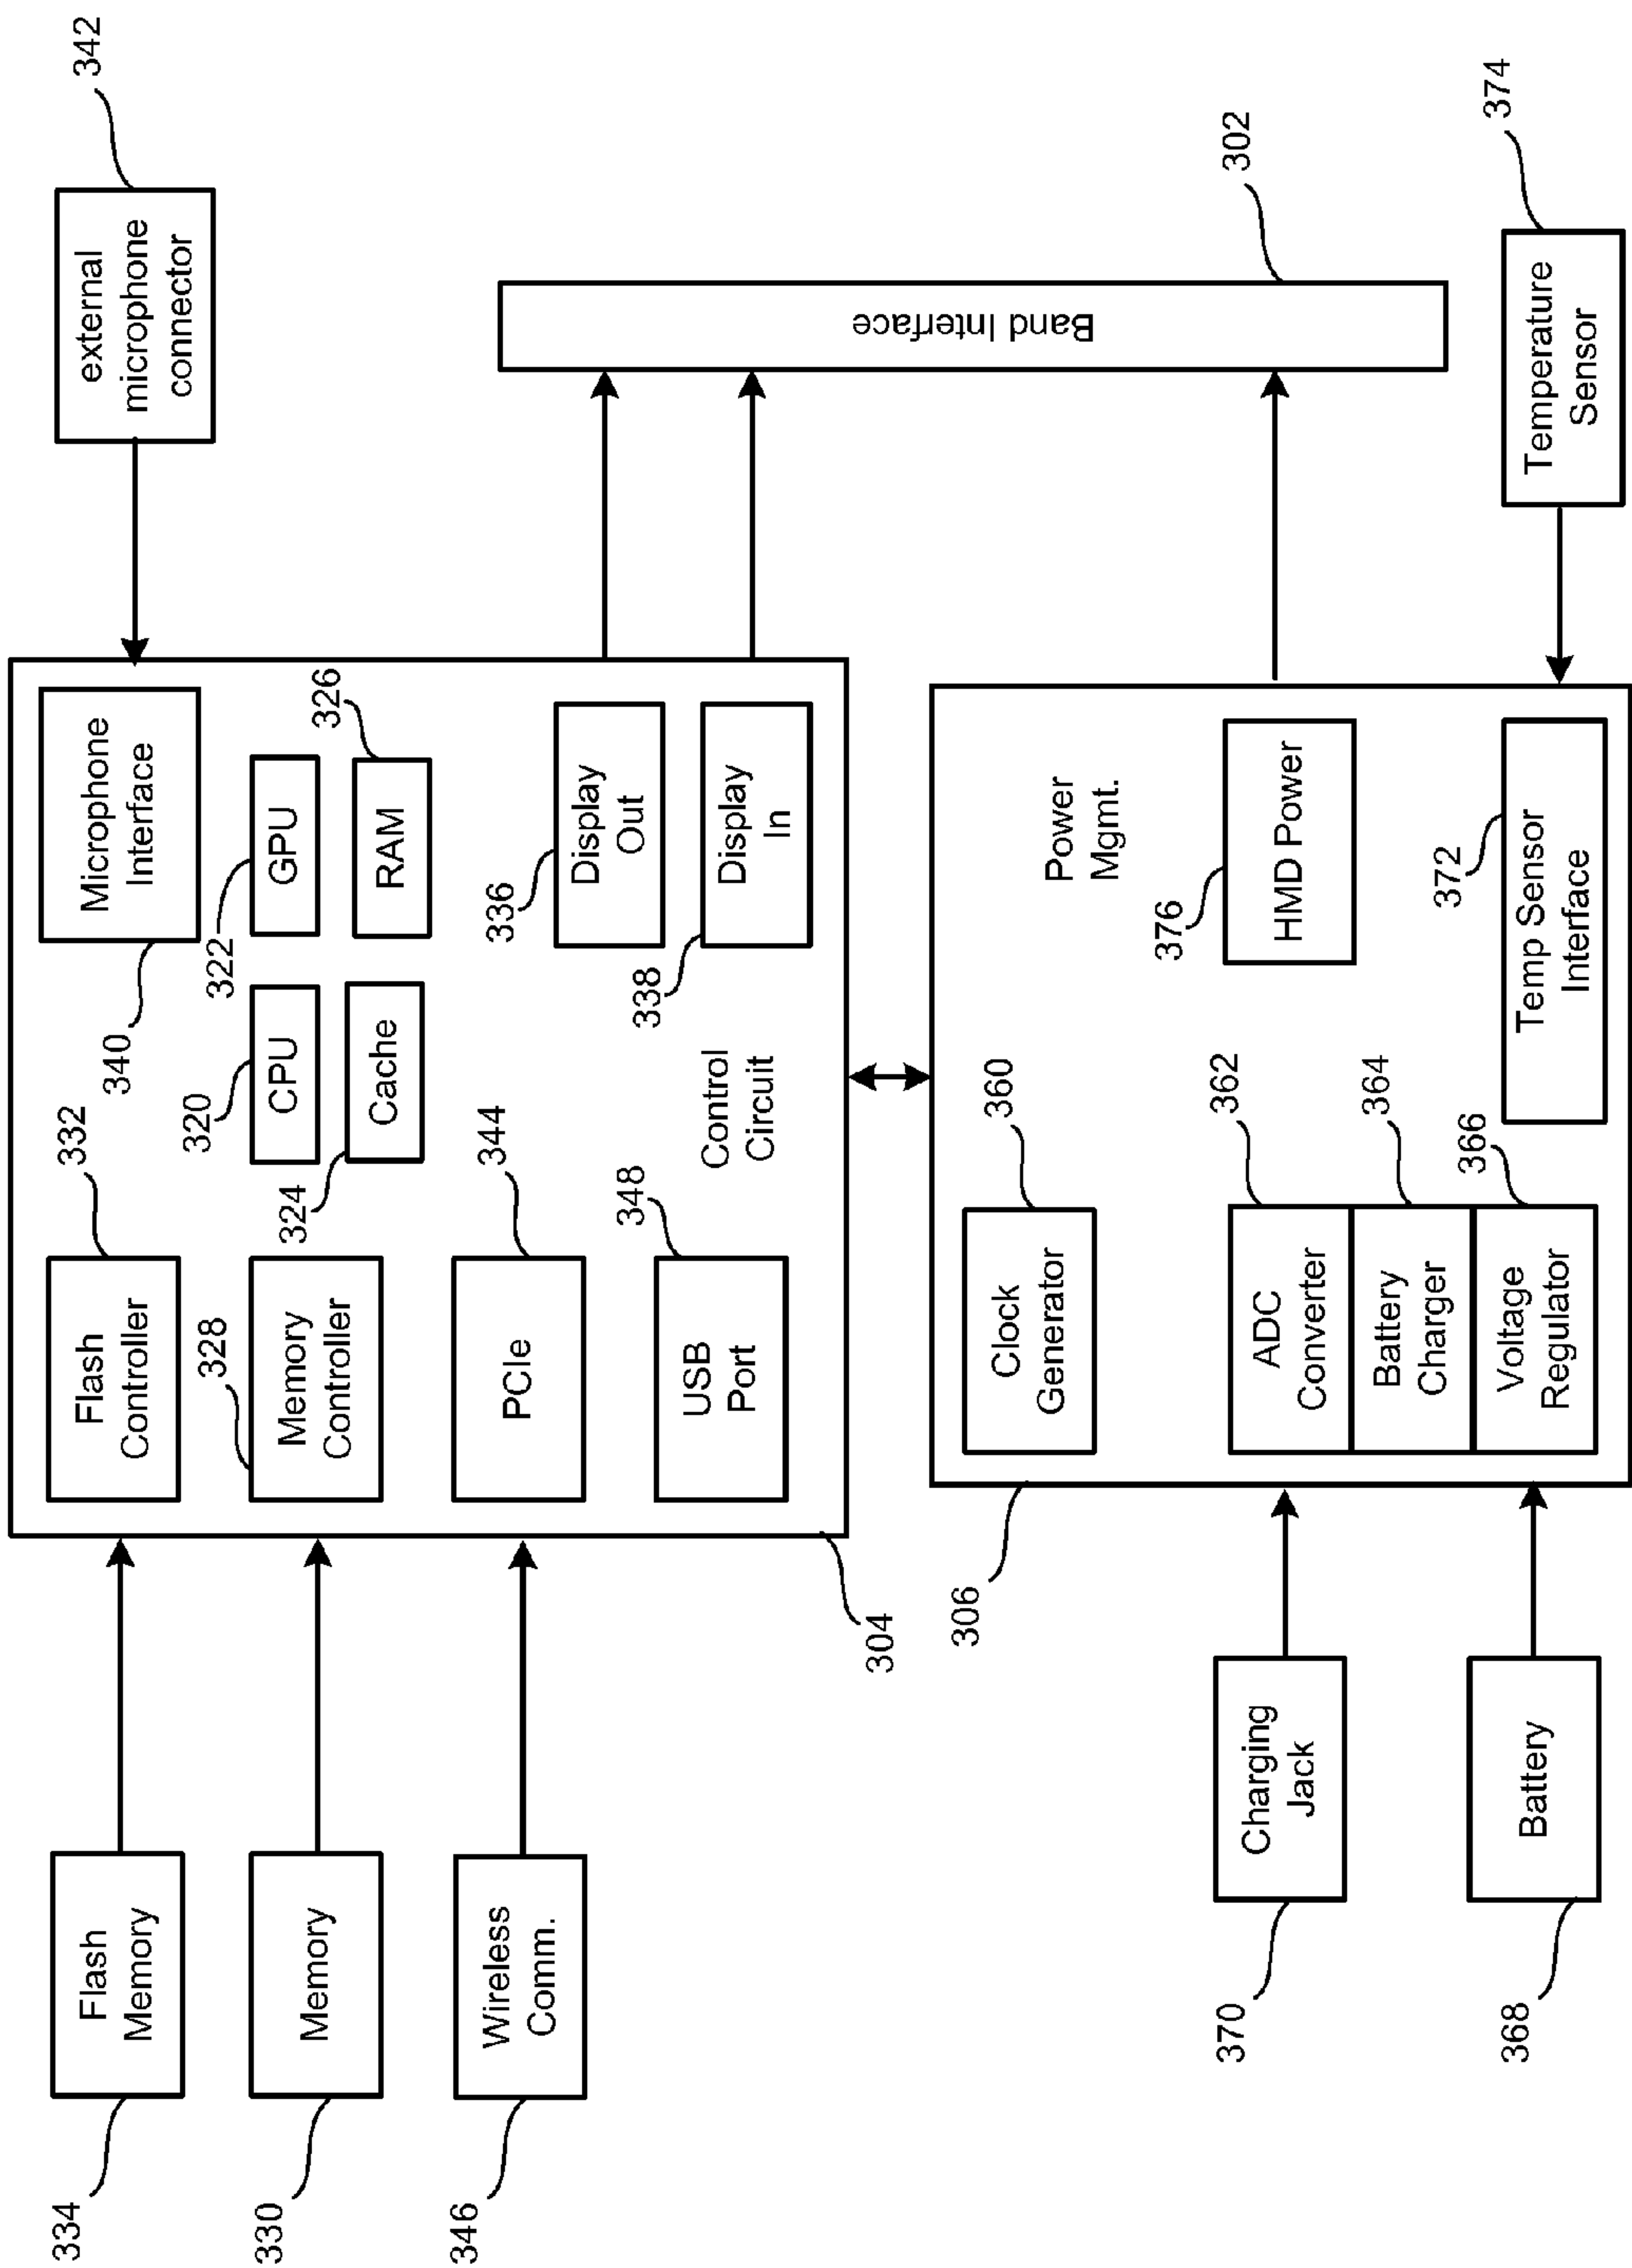 342
external
microphone
connector
334
Flash
Memory
332
Flash
Controller
340
Microphone
Interface
330
Memory
328
Memory
Controller
320
CPU
322
GPU
324
Cache
326
RAM
346
Wireless
Comm.
344
PCIe
336
Display
Out
348
USB
Port
Control
Circuit
338
Display
In
304
Band Interface
302
306
360
Clock
Generator
Power
Mgmt.
370
Charging
Jack
362
ADC
Converter
376
HMD Power
364
Battery
Charger
368
Battery
366
Voltage
Regulator
372
Temp Sensor
Interface
374
Temperature
Sensor